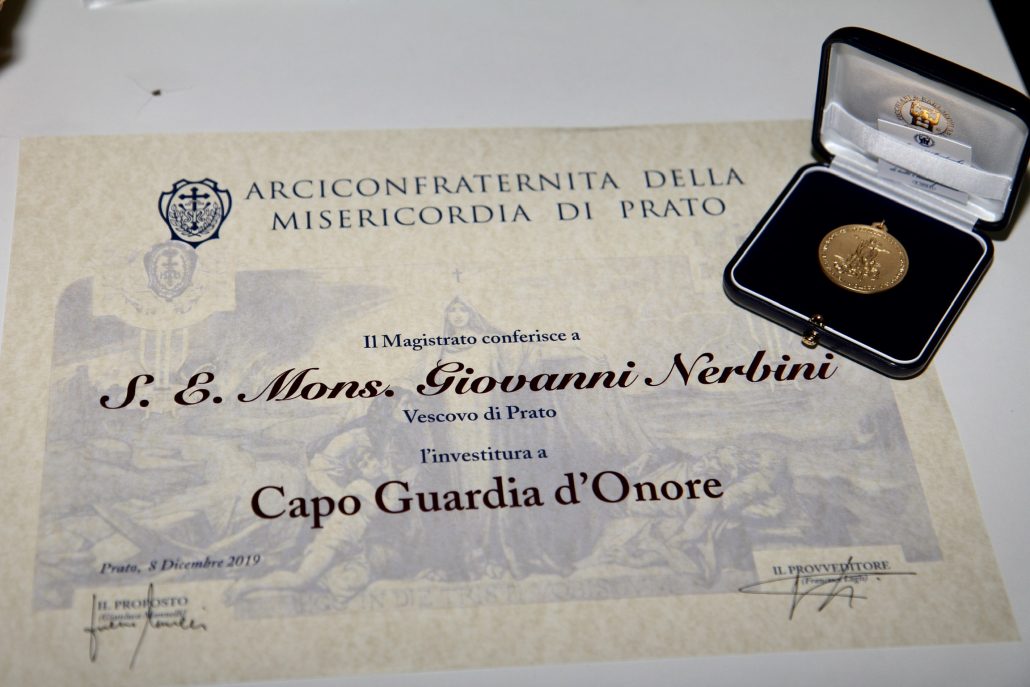 ARCICONFRATERNITA DELLA
MISERICORDIA DI PRATO
Il Magistrato conferisce a
S. E. Mons. Giovanni Nerbini
Vescovo di Prato
l'investitura a
Capo Guardia d'Onore
Prato, 8 Dicembre 2019
IL PROPOSTO
IL PROVVEDITORE